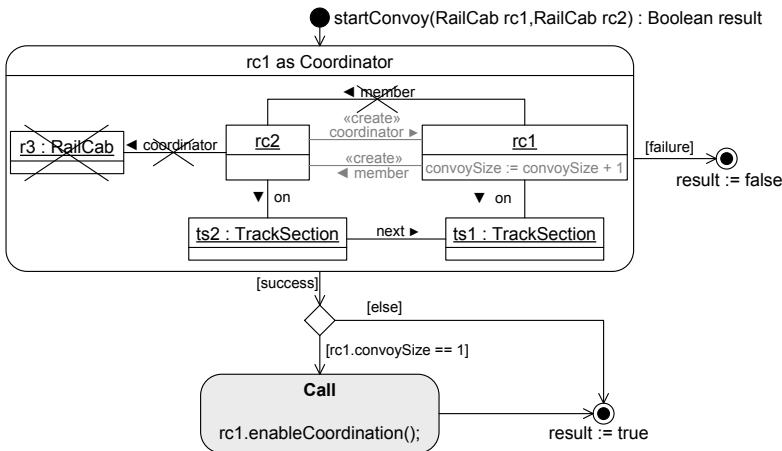 startConvoy(RailCab rc1,RailCab rc2) : Boolean result
rc1 as Coordinator
◄ member
«create»
coordinator ►
r3 : RailCab
◄ coordinator
rc2
rc1
«create»
◄ member
convoySize := convoySize + 1
[failure]
result := false
▼ on
▼ on
ts2 : TrackSection
next ►
ts1 : TrackSection
[success]
[else]
[rc1.convoySize == 1]
Call
rc1.enableCoordination();
result := true